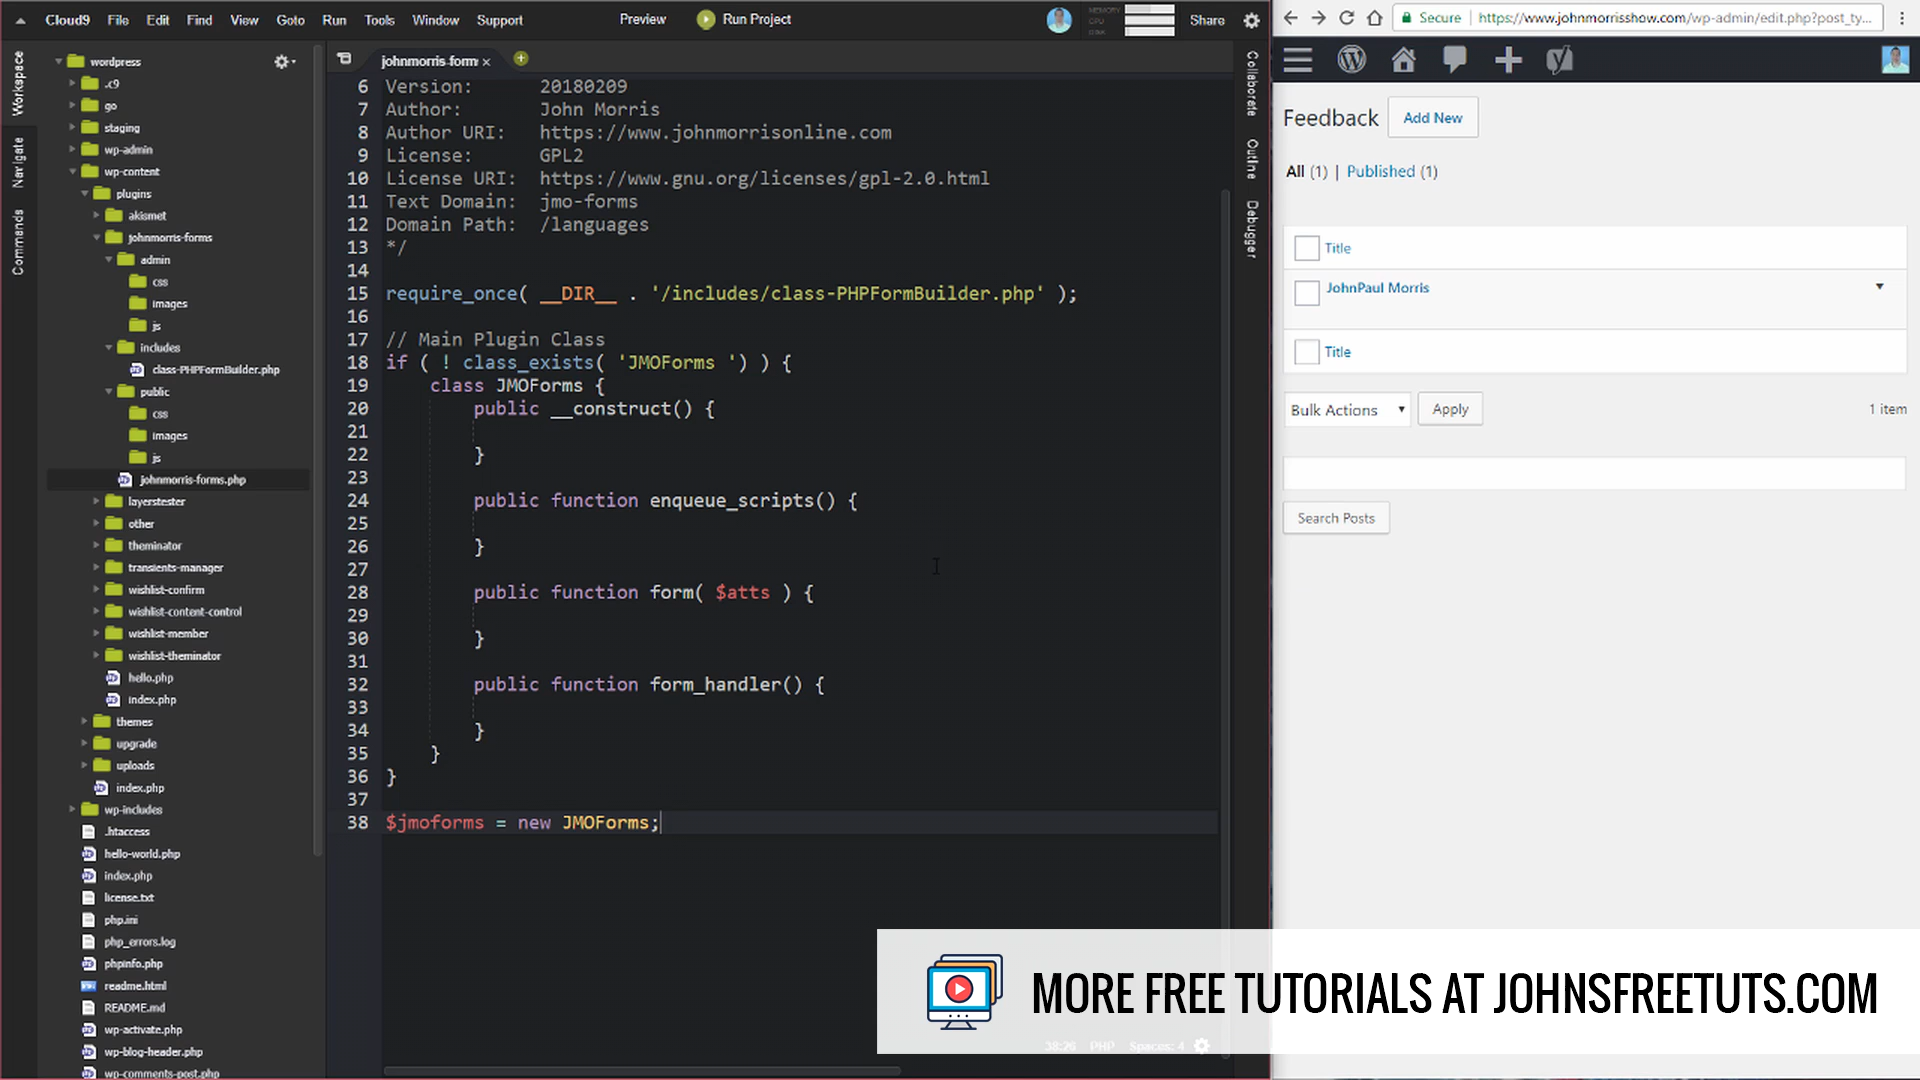 Cloud9 File Edit Find View Goto Run Tools Window Support Preview Run Project MEMORY CPU DISK Share
Workspace
Navigate
Commands
wordpress
.c9
go
staging
wp-admin
wp-content
plugins
akismet
johnmorris-forms
admin
css
images
js
includes
class-PHPFormBuilder.php
public
css
images
js
johnmorris-forms.php
layerstester
other
theminator
transients-manager
wishlist-confirm
wishlist-content-control
wishlist-member
wishlist-theminator
hello.php
index.php
themes
upgrade
uploads
index.php
wp-includes
.htaccess
hello-world.php
index.php
license.txt
php.ini
php_errors.log
phpinfo.php
readme.html
README.md
wp-activate.php
wp-blog-header.php
wp-comments-post.php
johnmorris-form
6 Version: 20180209
7 Author: John Morris
8 Author URI: https://www.johnmorrisonline.com
9 License: GPL2
10 License URI: https://www.gnu.org/licenses/gpl-2.0.html
11 Text Domain: jmo-forms
12 Domain Path: /languages
13 */
14
15 require_once( __DIR__ . '/includes/class-PHPFormBuilder.php' );
16
17 // Main Plugin Class
18 if ( ! class_exists( 'JMOForms ') ) {
19 class JMOForms {
20 public __construct() {
21
22 }
23
24 public function enqueue_scripts() {
25
26 }
27
28 public function form( $atts ) {
29
30 }
31
32 public function form_handler() {
33
34 }
35 }
36 }
37
38 $jmoforms = new JMOForms;
38:26 PHP Spaces: 4
Collaborate
Outline
Debugger
Secure https://www.johnmorrisshow.com/wp-admin/edit.php?post_ty...
Feedback Add New
All (1) | Published (1)
Title
JohnPaul Morris
Title
Bulk Actions Apply 1 item
Search Posts
MORE FREE TUTORIALS AT JOHNSFREETUTS.COM